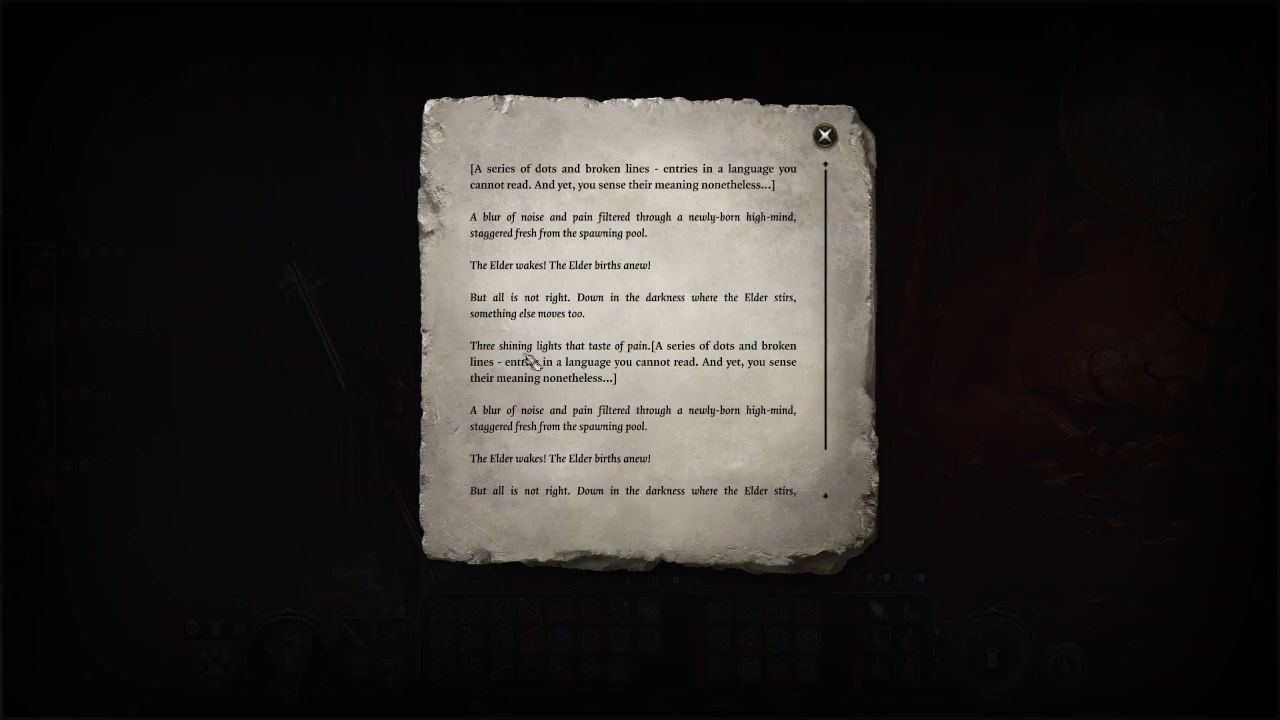 [A series of dots and broken lines - entries in a language you
cannot read. And yet, you sense their meaning nonetheless...]
A blur of noise and pain filtered through a newly-born high-mind,
staggered fresh from the spawning pool.
The Elder wakes! The Elder births anew!
But all is not right. Down in the darkness where the Elder stirs,
something else moves too.
Three shining lights that taste of pain.[A series of dots and broken
lines - entries in a language you cannot read. And yet, you sense
their meaning nonetheless...]
A blur of noise and pain filtered through a newly-born high-mind,
staggered fresh from the spawning pool.
The Elder wakes! The Elder births anew!
But all is not right. Down in the darkness where the Elder stirs,